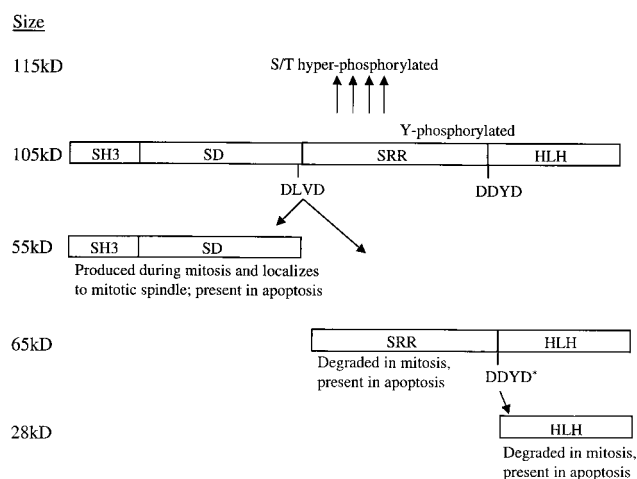 Size
115kD S/T hyper-phosphorylated
Y-phosphorylated
105kD SH3 SD SRR HLH
DLVD DDYD
55kD SH3 SD
Produced during mitosis and localizes
to mitotic spindle; present in apoptosis
65kD SRR HLH
Degraded in mitosis,
present in apoptosis
DDYD*
28kD HLH
Degraded in mitosis,
present in apoptosis